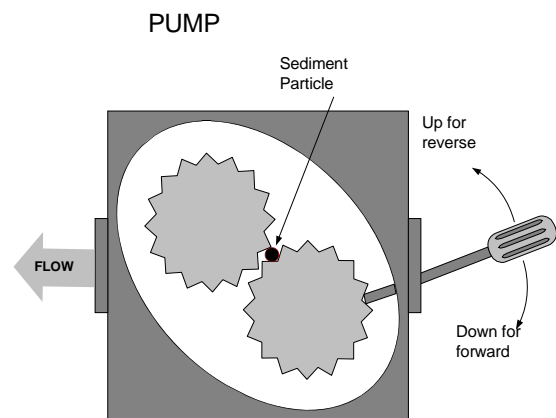 PUMP
Sediment
Particle
Up for
reverse
FLOW
Down for
forward